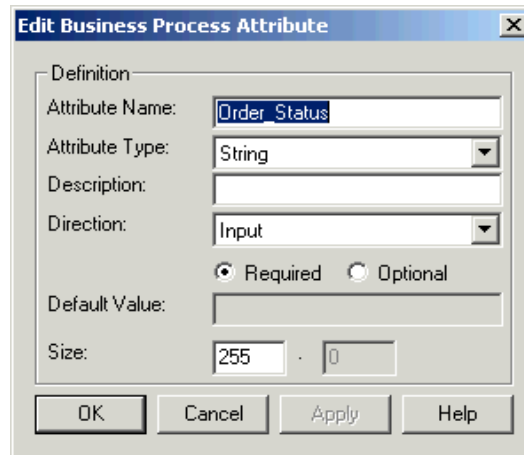 Edit Business Process Attribute
Definition
Attribute Name: Order_Status
Attribute Type: String
Description:
Direction: Input
Required Optional
Default Value:
Size: 255 . 0
OK Cancel Apply Help